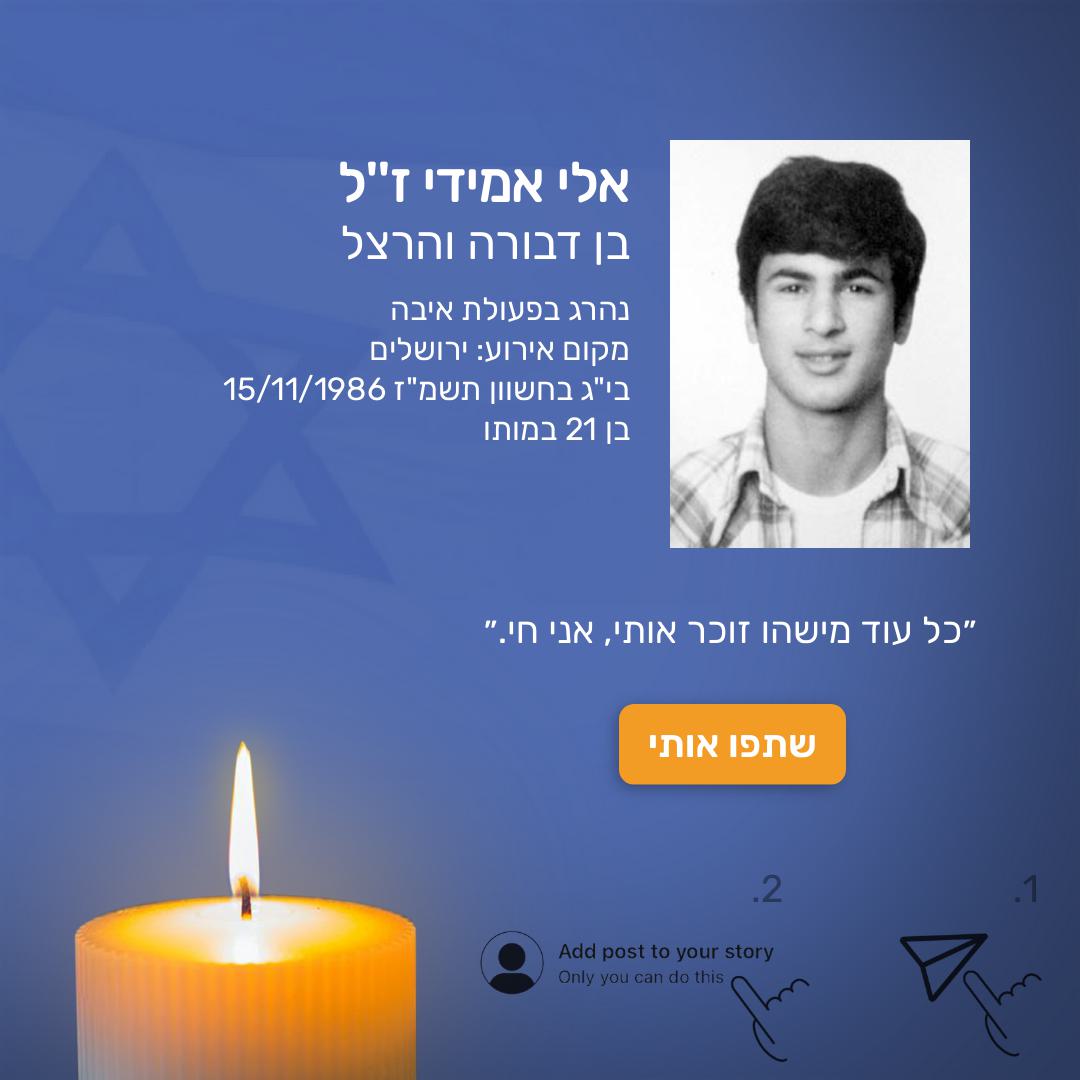 אלי אמידי ז"ל
בן דבורה והרצל
נהרג בפעולת איבה
מקום אירוע: ירושלים
בי"ג בחשוון תשמ"ז 15/11/1986
בן 21 במותו
״כל עוד מישהו זוכר אותי, אני חי.״
שתפו אותי
1.
2.
Add post to your story
Only you can do this